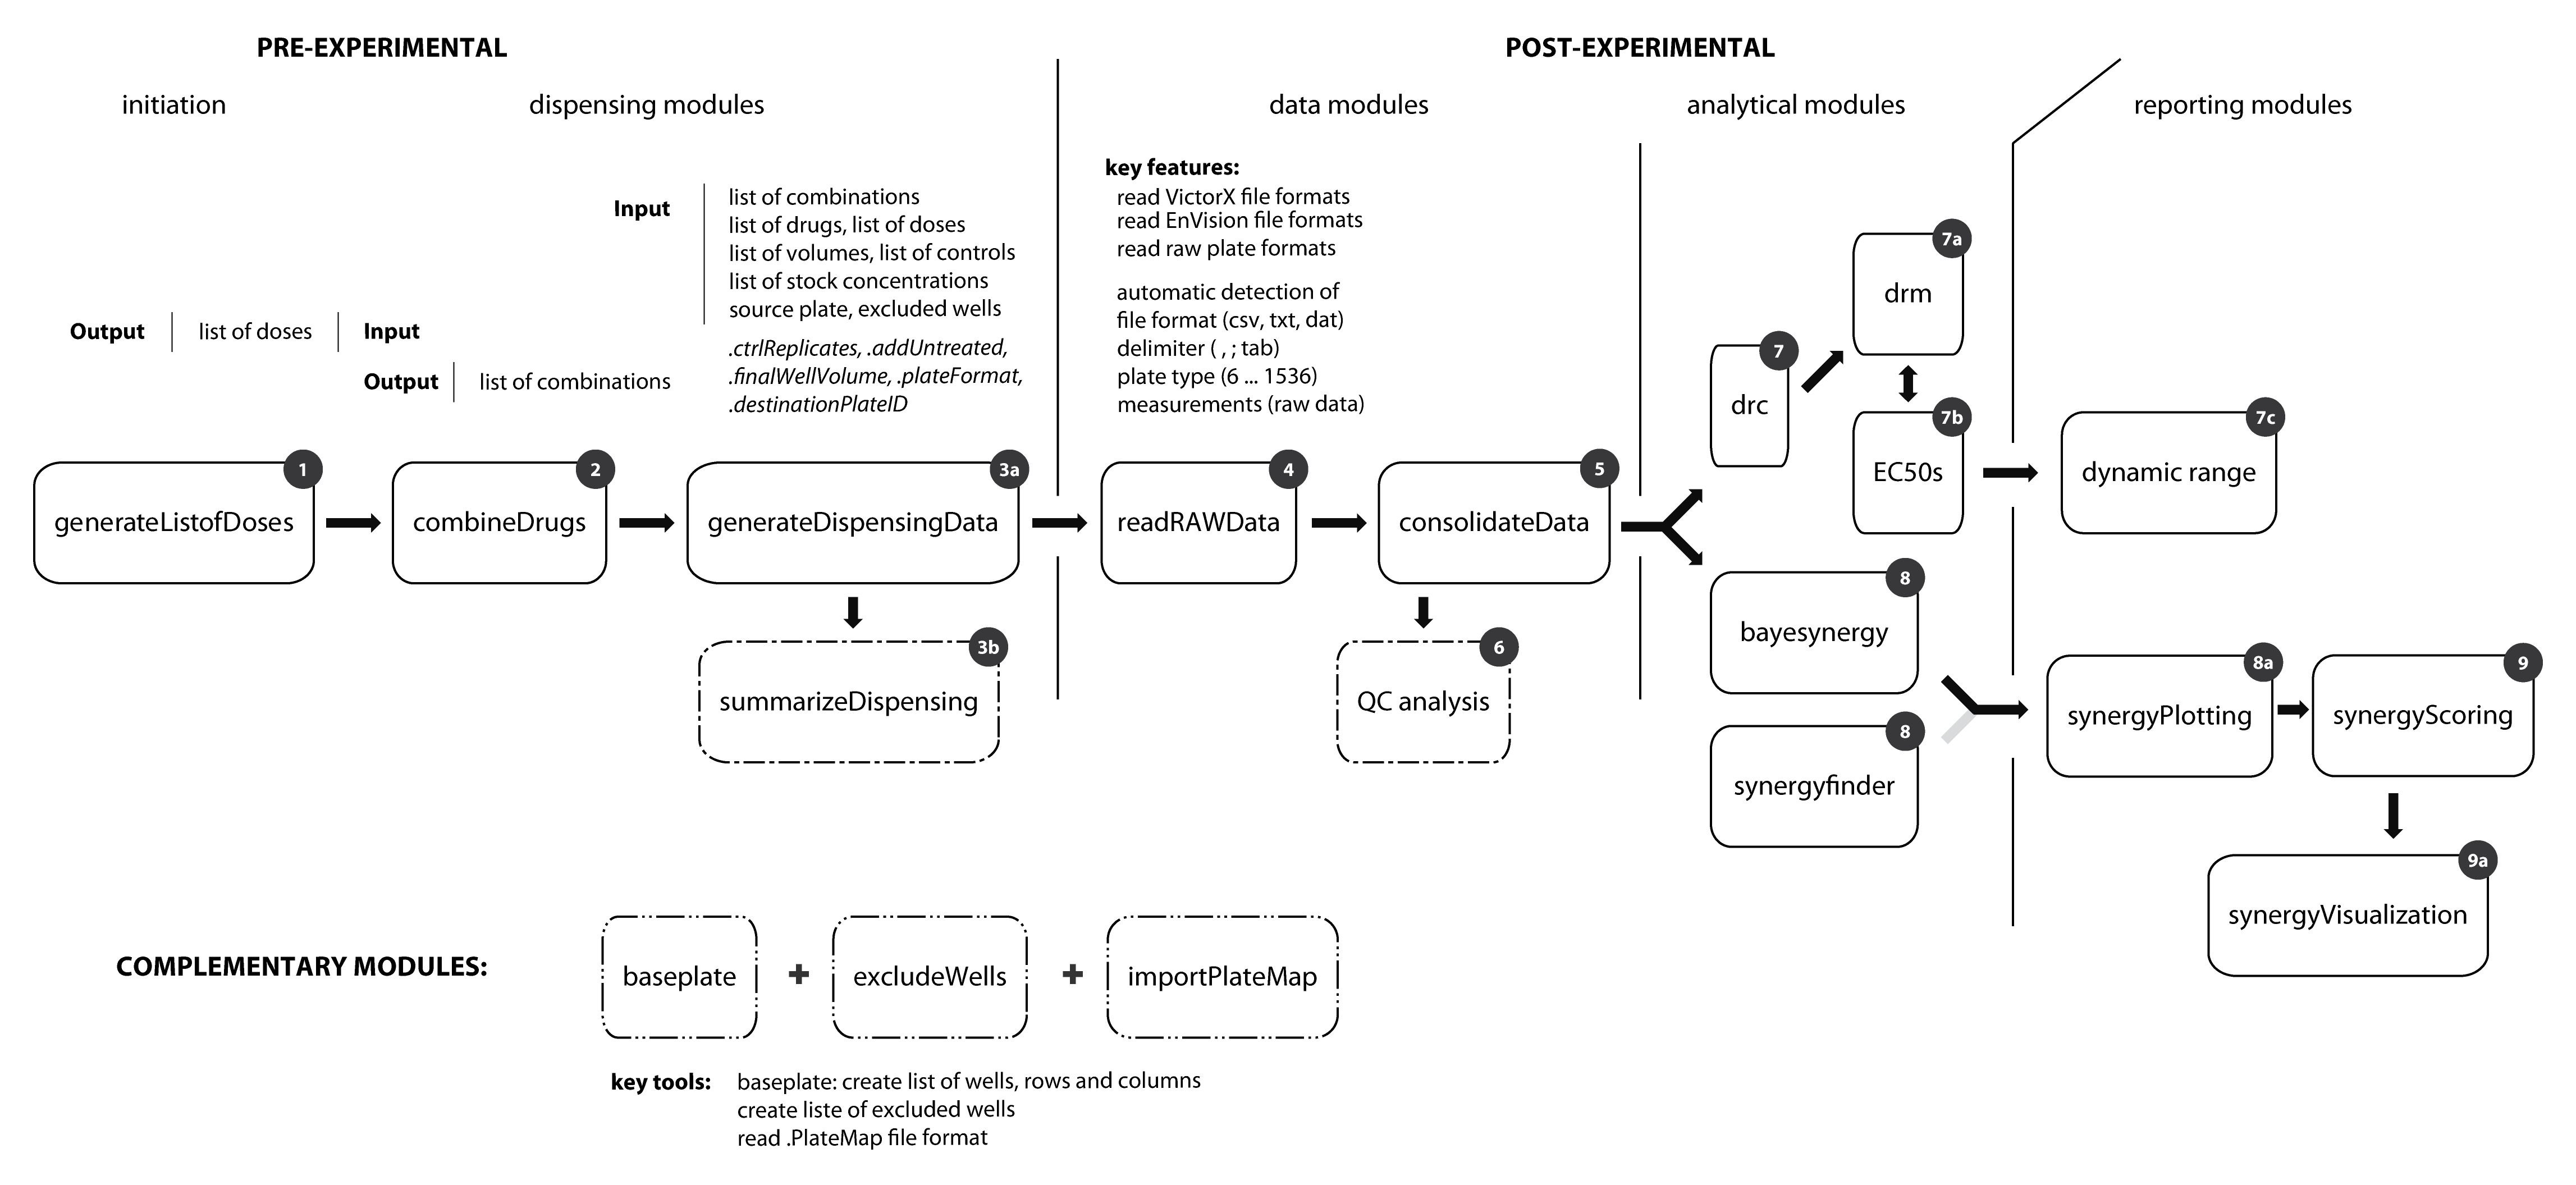 PRE-EXPERIMENTAL
POST-EXPERIMENTAL
initiation
dispensing modules
data modules
analytical modules
reporting modules
Output
list of doses
Input
Output
list of combinations
Input
list of combinations
list of drugs, list of doses
list of volumes, list of controls
list of stock concentrations
source plate, excluded wells
.ctrlReplicates, .addUntreated,
.finalWellVolume, .plateFormat,
.destinationPlateID
key features:
read VictorX file formats
read EnVision file formats
read raw plate formats
automatic detection of
file format (csv, txt, dat)
delimiter ( , ; tab)
plate type (6 ... 1536)
measurements (raw data)
1
generateListofDoses
2
combineDrugs
3a
generateDispensingData
3b
summarizeDispensing
4
readRAWData
5
consolidateData
6
QC analysis
7
drc
7a
drm
7b
EC50s
7c
dynamic range
8
bayesynergy
8
synergyfinder
8a
synergyPlotting
9
synergyScoring
9a
synergyVisualization
COMPLEMENTARY MODULES:
baseplate
+
excludeWells
+
importPlateMap
key tools:
baseplate: create list of wells, rows and columns
create liste of excluded wells
read .PlateMap file format